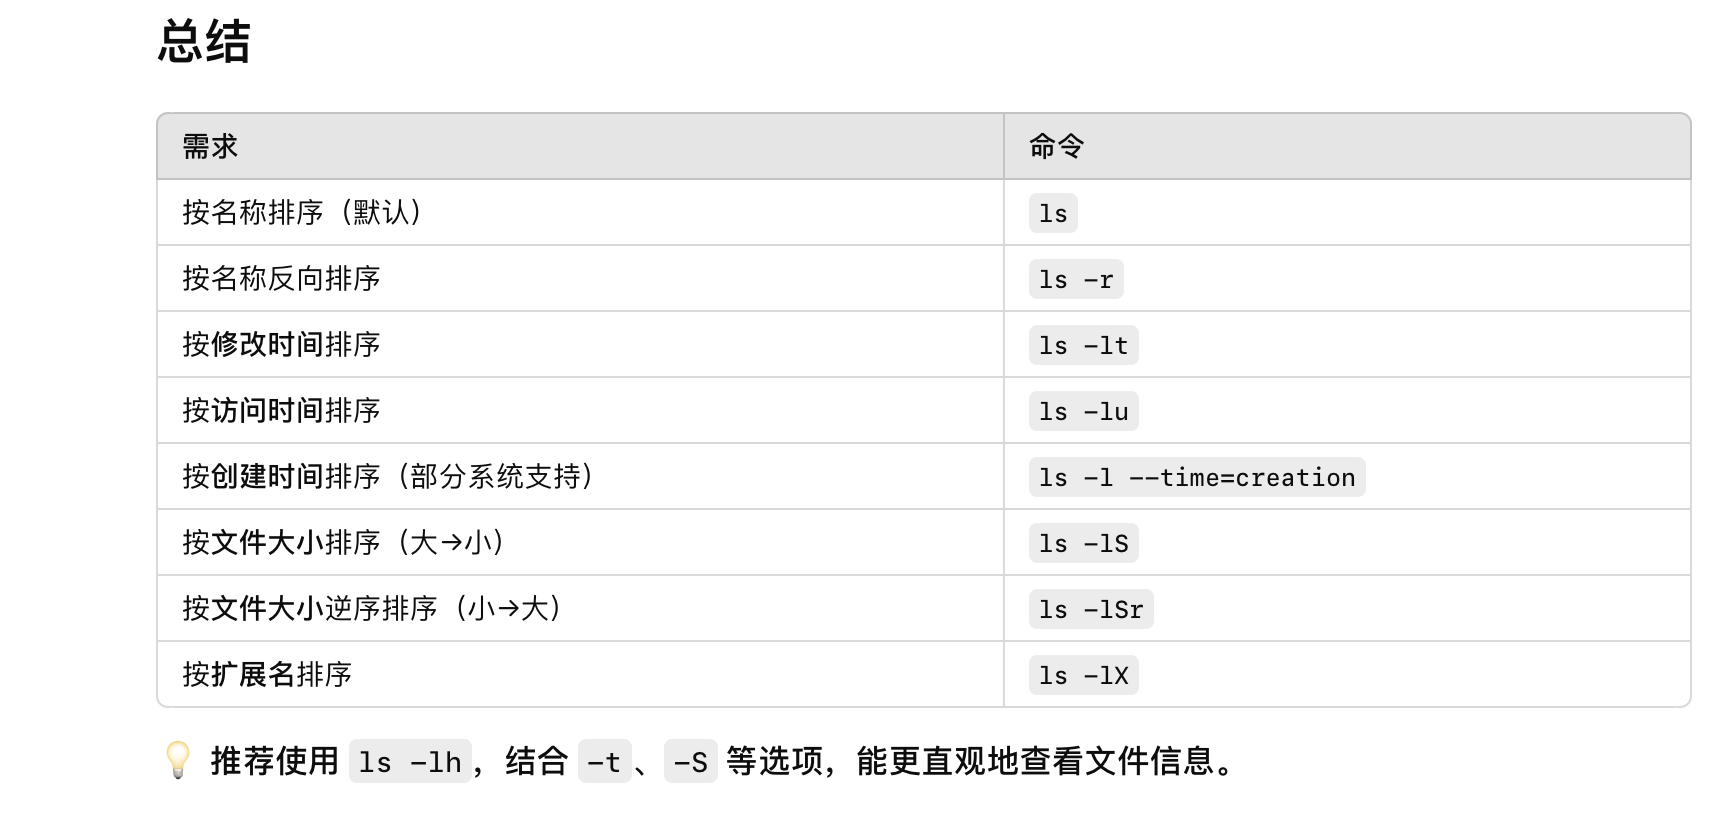 总结
需求 命令
按名称排序（默认） ls
按名称反向排序 ls -r
按修改时间排序 ls -lt
按访问时间排序 ls -lu
按创建时间排序（部分系统支持） ls -l --time=creation
按文件大小排序（大→小） ls -lS
按文件大小逆序排序（小→大） ls -lSr
按扩展名排序 ls -lX
💡 推荐使用 ls -lh，结合 -t、-S 等选项，能更直观地查看文件信息。